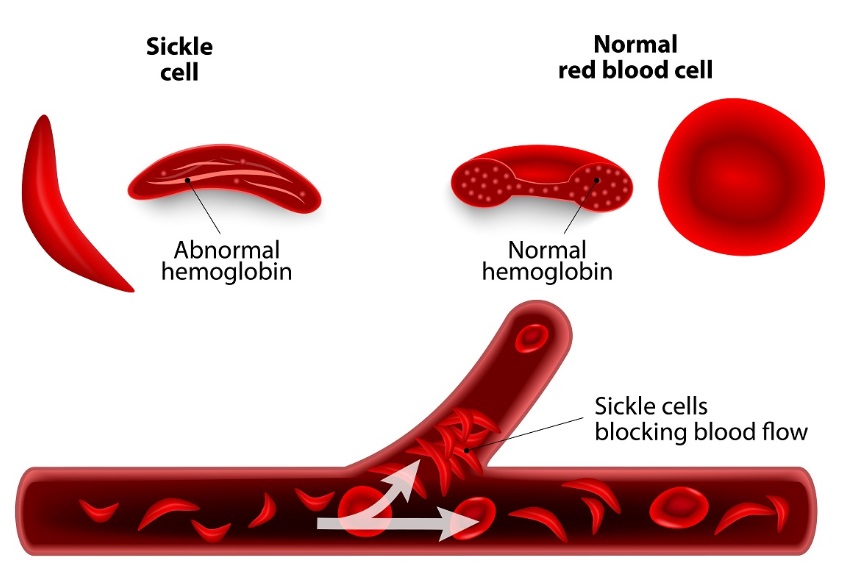 Sickle
cell
Normal
red blood cell
Abnormal
hemoglobin
Normal
hemoglobin
Sickle cells
blocking blood flow